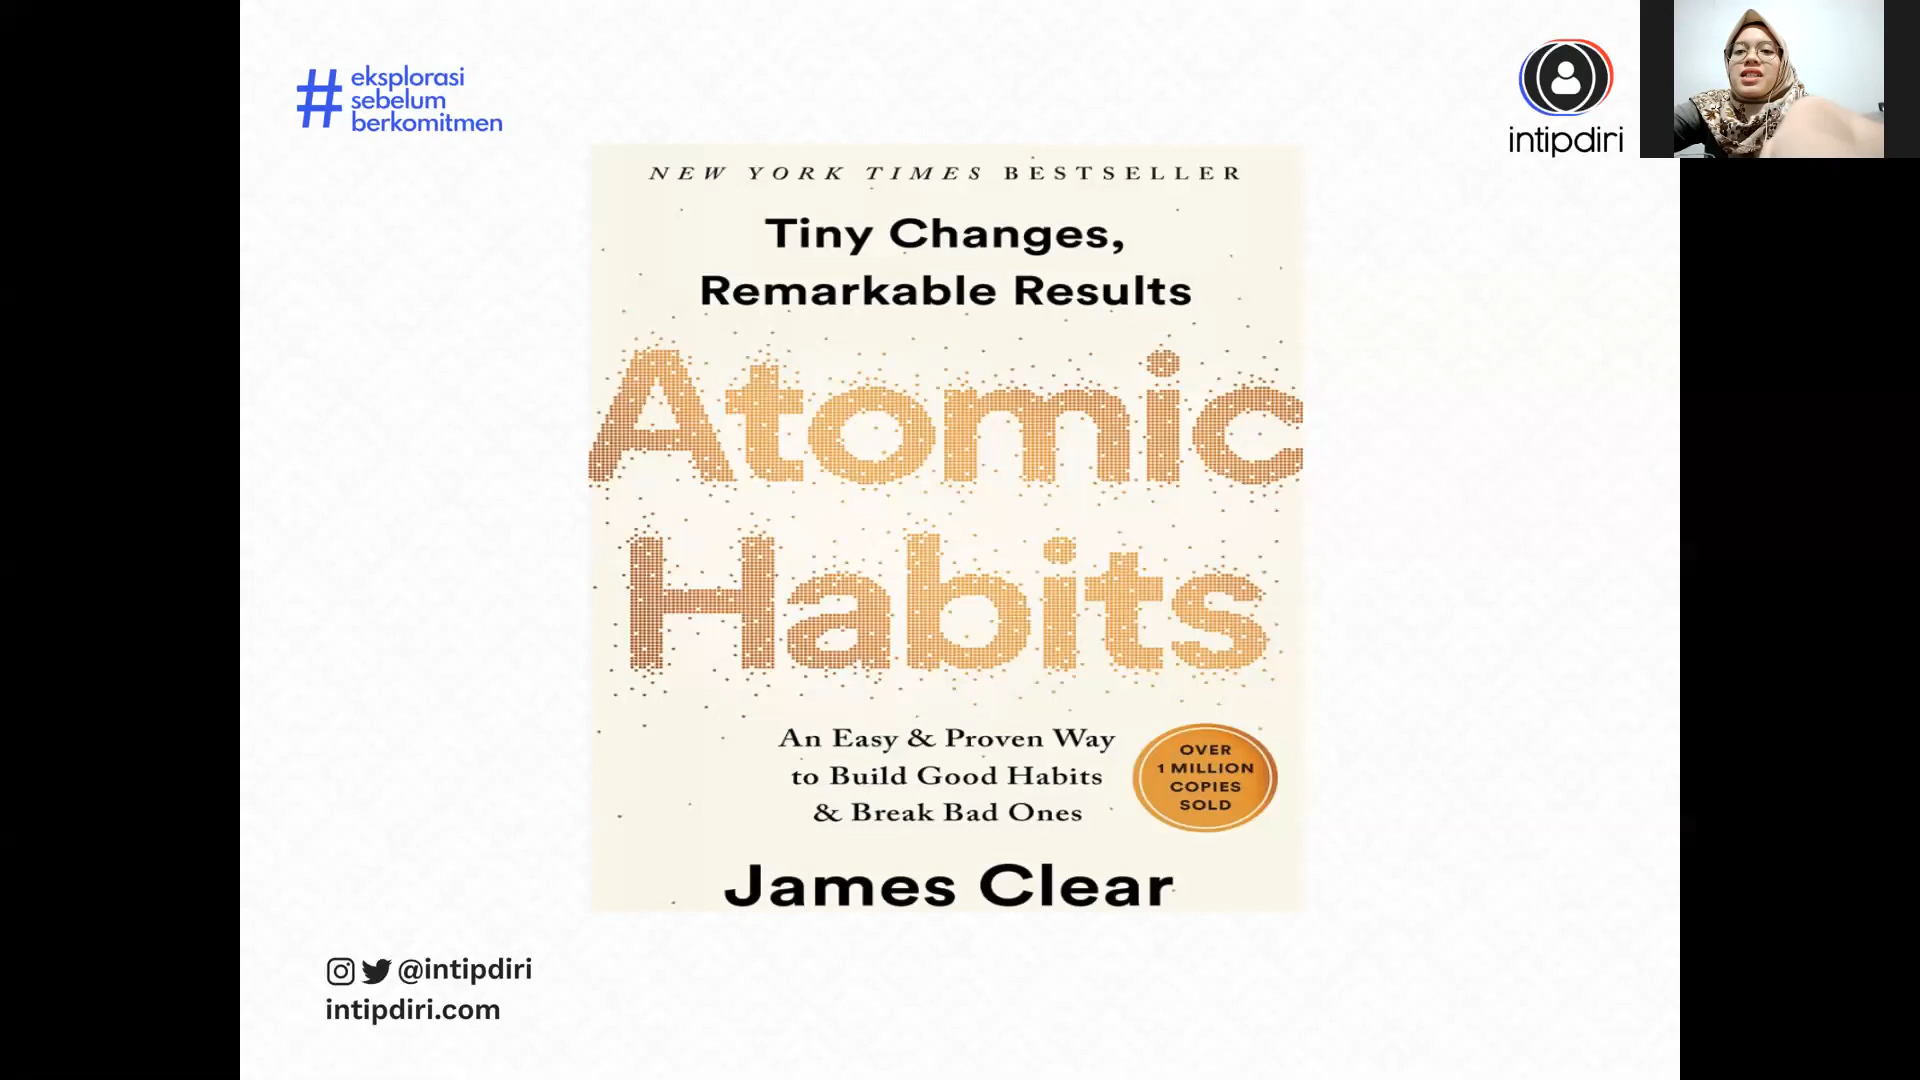 # eksplorasi
sebelum
berkomitmen
intipdiri
NEW YORK TIMES BESTSELLER
Tiny Changes,
Remarkable Results
Atomic
Habits
An Easy & Proven Way
to Build Good Habits
& Break Bad Ones
OVER
1 MILLION
COPIES
SOLD
James Clear
@intipdiri
intipdiri.com